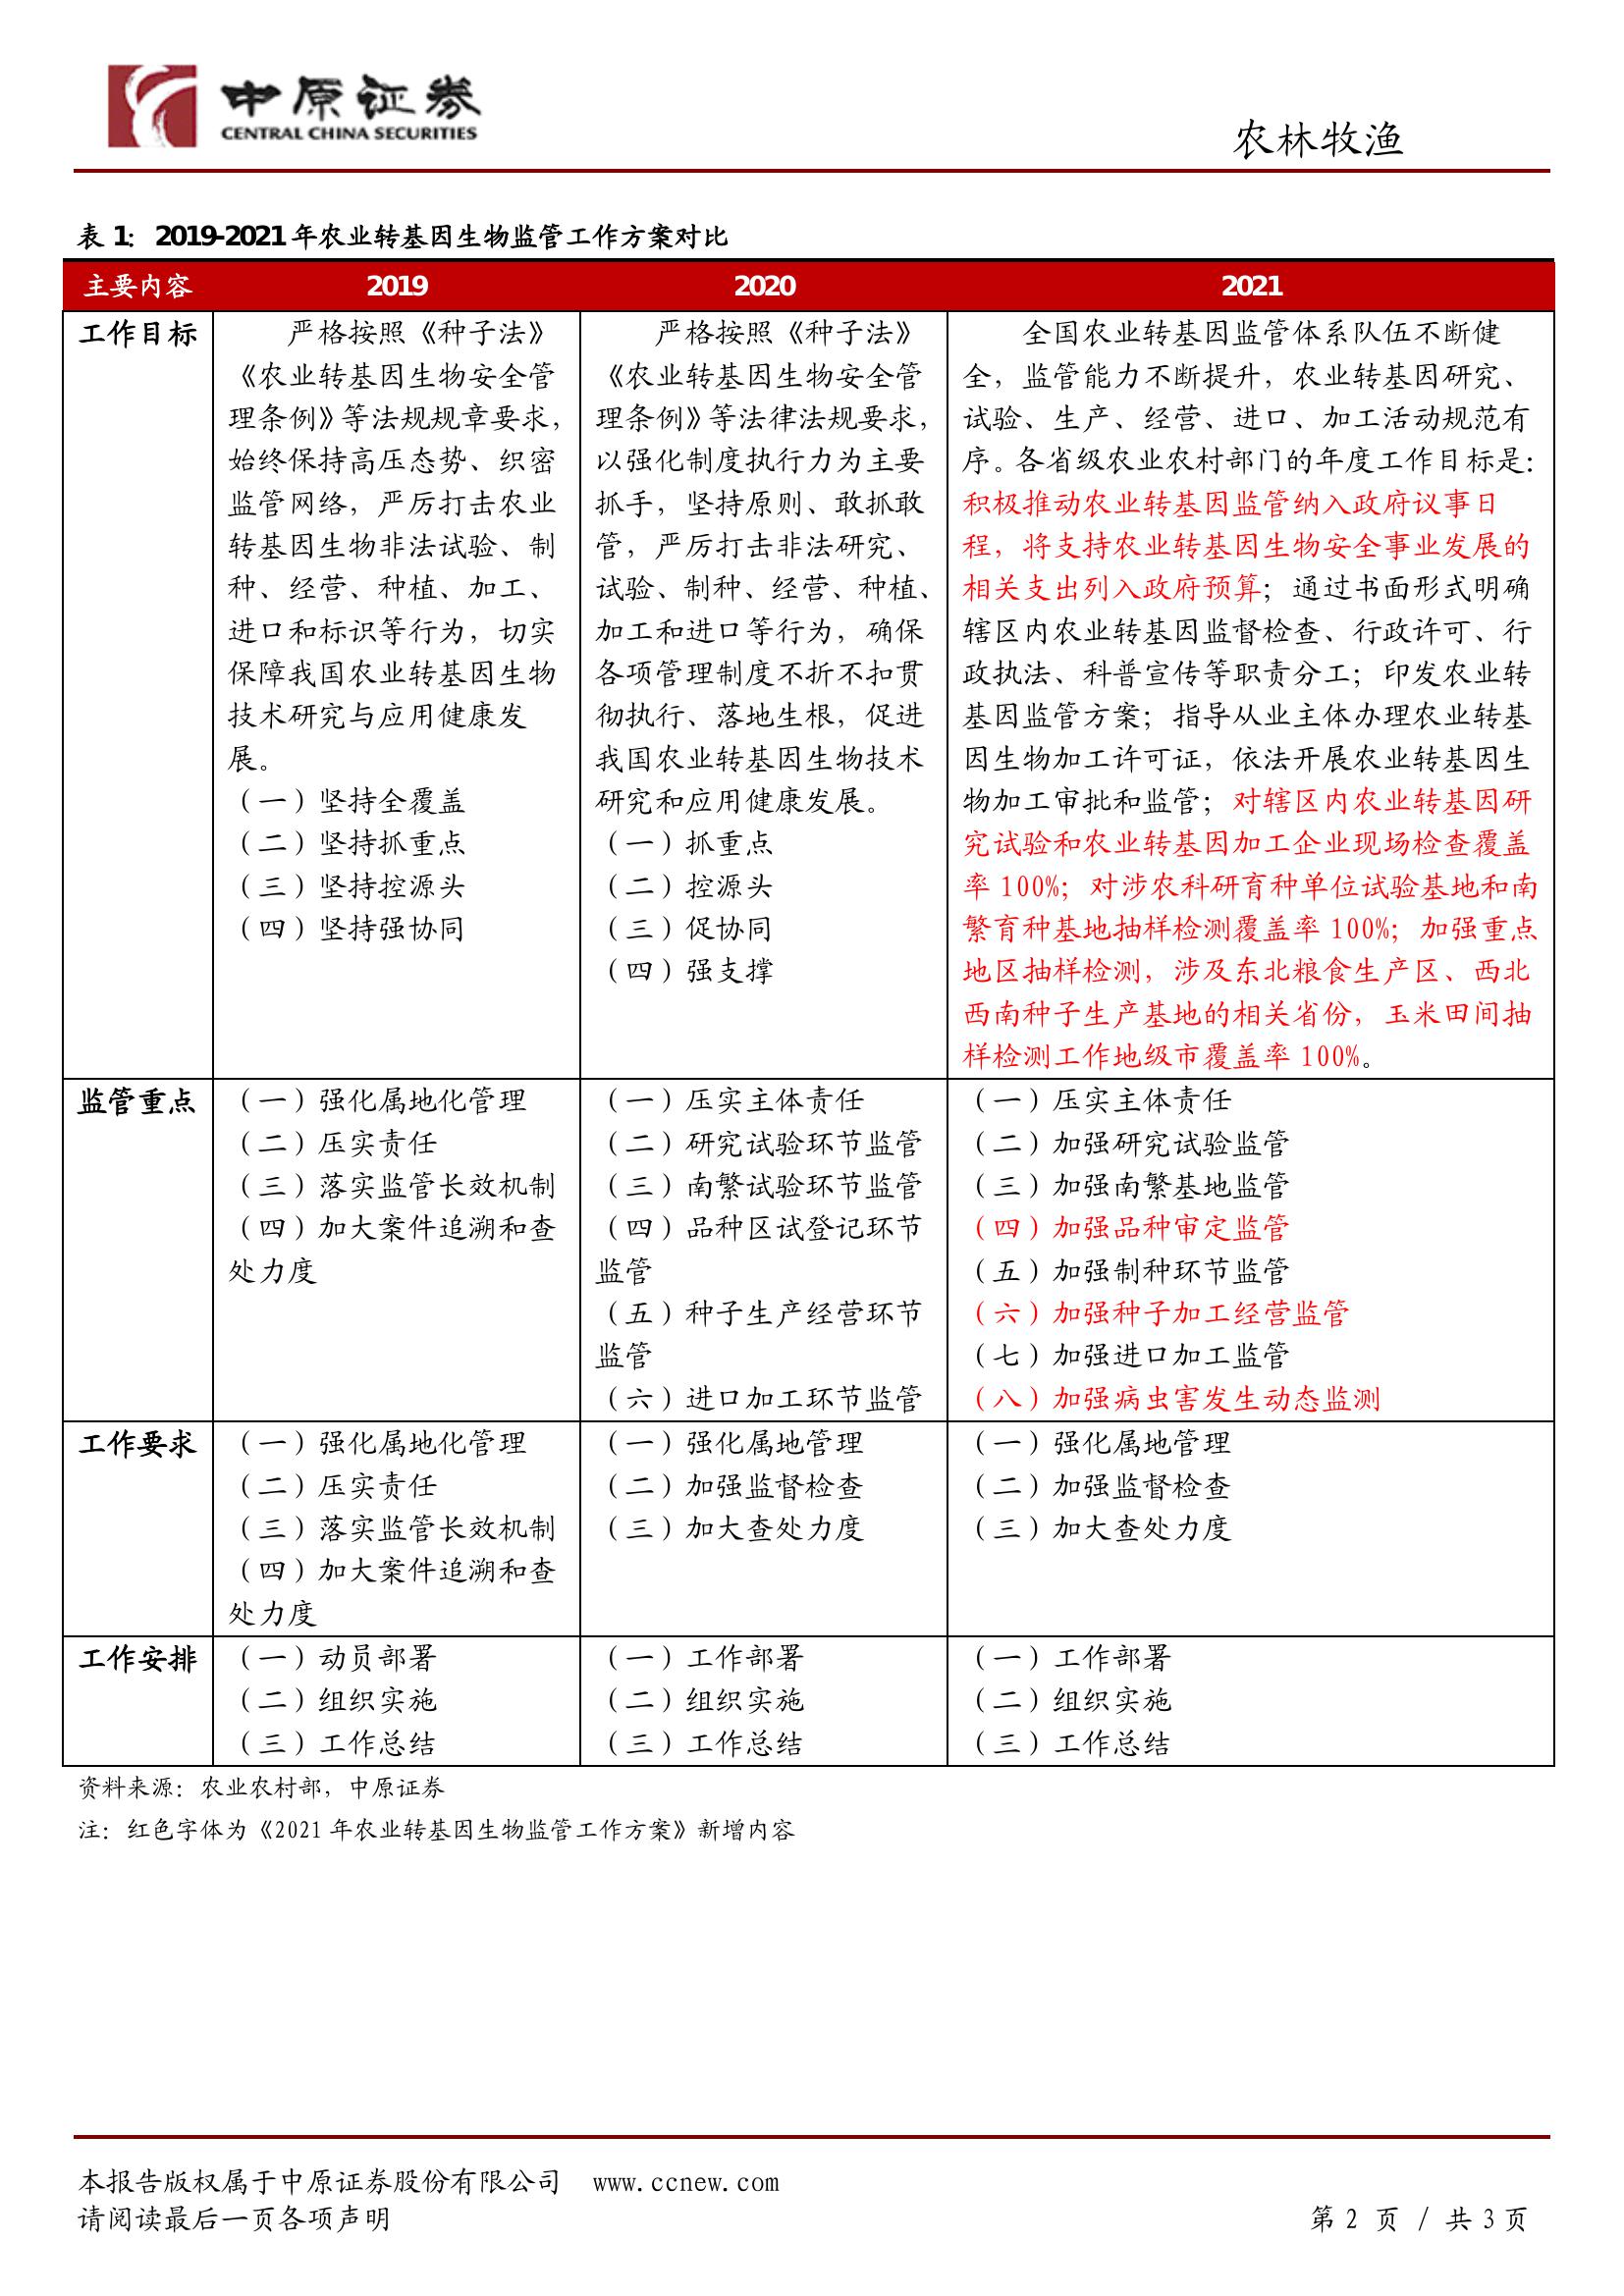 中原证券
CENTRAL CHINA SECURITIES
农林牧渔
表 1: 2019-2021 年农业转基因生物监管工作方案对比
主要内容 2019 2020 2021
工作目标
严格按照《种子法》
《农业转基因生物安全管
理条例》等法规规章要求，
始终保持高压态势、织密
监管网络，严厉打击农业
转基因生物非法试验、制
种、经营、种植、加工、
进口和标识等行为，切实
保障我国农业转基因生物
技术研究与应用健康发
展。
（一）坚持全覆盖
（二）坚持抓重点
（三）坚持控源头
（四）坚持强协同
严格按照《种子法》
《农业转基因生物安全管
理条例》等法律法规要求，
以强化制度执行力为主要
抓手，坚持原则、敢抓敢
管，严厉打击非法研究、
试验、制种、经营、种植、
加工和进口等行为，确保
各项管理制度不折不扣贯
彻执行、落地生根，促进
我国农业转基因生物技术
研究和应用健康发展。
（一）抓重点
（二）控源头
（三）促协同
（四）强支撑
全国农业转基因监管体系队伍不断健
全，监管能力不断提升，农业转基因研究、
试验、生产、经营、进口、加工活动规范有
序。各省级农业农村部门的年度工作目标是：
积极推动农业转基因监管纳入政府议事日
程，将支持农业转基因生物安全事业发展的
相关支出列入政府预算；通过书面形式明确
辖区内农业转基因监督检查、行政许可、行
政执法、科普宣传等职责分工；印发农业转
基因监管方案；指导从业主体办理农业转基
因生物加工许可证，依法开展农业转基因生
物加工审批和监管；对辖区内农业转基因研
究试验和农业转基因加工企业现场检查覆盖
率 100%；对涉农科研育种单位试验基地和南
繁育种基地抽样检测覆盖率 100%；加强重点
地区抽样检测，涉及东北粮食生产区、西北
西南种子生产基地的相关省份，玉米田间抽
样检测工作地级市覆盖率 100%。
监管重点
（一）强化属地化管理
（二）压实责任
（三）落实监管长效机制
（四）加大案件追溯和查
处力度
（一）压实主体责任
（二）研究试验环节监管
（三）南繁试验环节监管
（四）品种区试登记环节
监管
（五）种子生产经营环节
监管
（六）进口加工环节监管
（一）压实主体责任
（二）加强研究试验监管
（三）加强南繁基地监管
（四）加强品种审定监管
（五）加强制种环节监管
（六）加强种子加工经营监管
（七）加强进口加工监管
（八）加强病虫害发生动态监测
工作要求
（一）强化属地化管理
（二）压实责任
（三）落实监管长效机制
（四）加大案件追溯和查
处力度
（一）强化属地管理
（二）加强监督检查
（三）加大查处力度
（一）强化属地管理
（二）加强监督检查
（三）加大查处力度
工作安排
（一）动员部署
（二）组织实施
（三）工作总结
（一）工作部署
（二）组织实施
（三）工作总结
（一）工作部署
（二）组织实施
（三）工作总结
资料来源：农业农村部，中原证券
注：红色字体为《2021 年农业转基因生物监管工作方案》新增内容
本报告版权属于中原证券股份有限公司 www.ccnew.com
请阅读最后一页各项声明
第 2 页 / 共 3 页